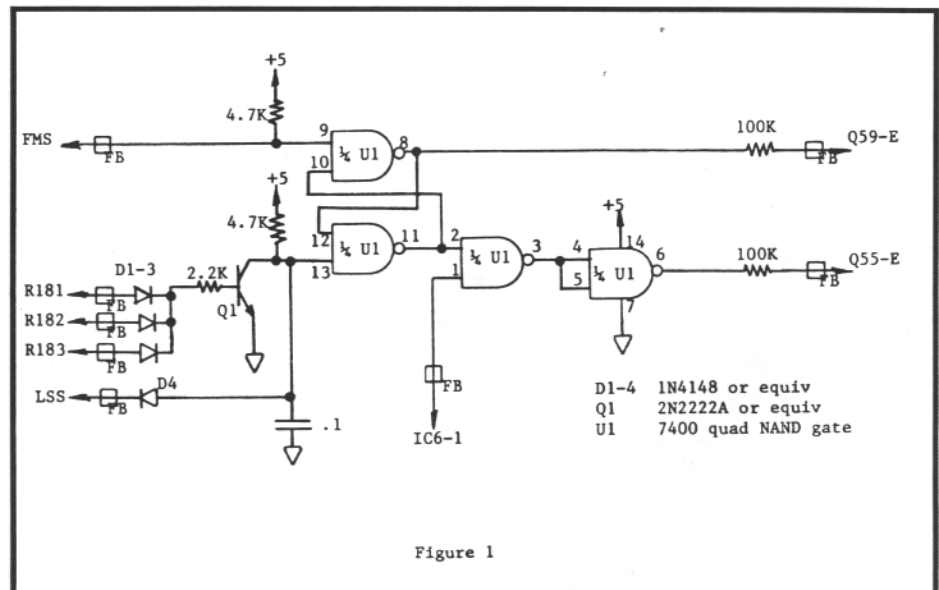 +5
4.7K
FMS
FB
9
10
¼ U1
8
100K
FB
Q59-E
+5
4.7K
12
13
¼ U1
11
2
1
¼ U1
3
+5
4
5
14
¼ U1
6
7
100K
FB
Q55-E
D1-3
2.2K
Q1
R181
FB
R182
FB
R183
FB
LSS
FB
D4
.1
FB
IC6-1
D1-4 1N4148 or equiv
Q1 2N2222A or equiv
U1 7400 quad NAND gate
Figure 1